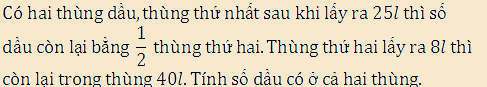 Có hai thùng dầu,thùng thứ nhất sau khi lấy ra 25l thì số
dầu còn lại bằng 1/2 thùng thứ hai.Thùng thứ hai lấy ra 8l thì
còn lại trong thùng 40l. Tính số dầu có ở cả hai thùng.